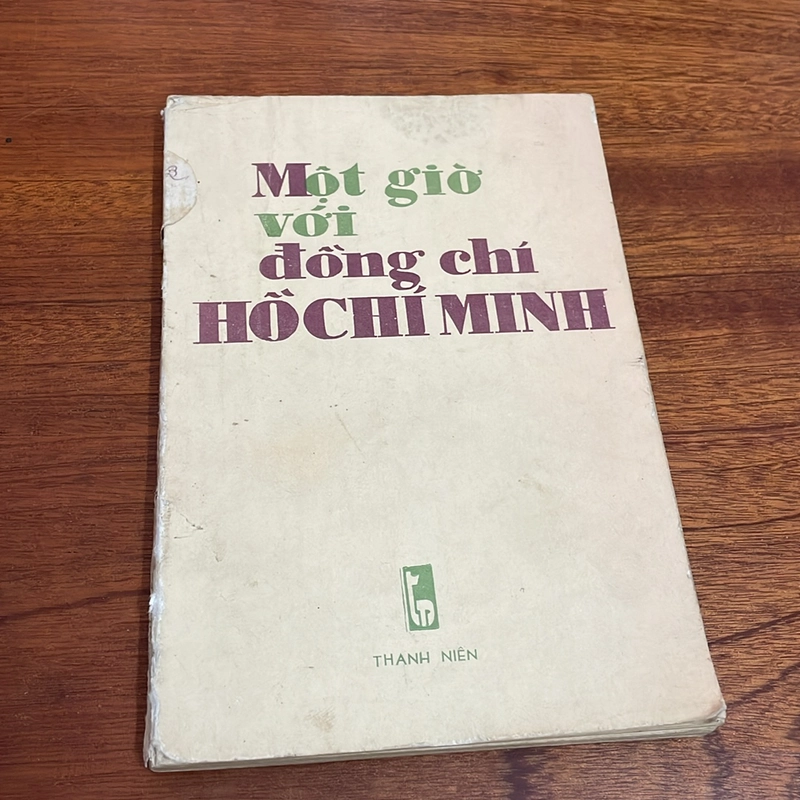 Một giờ
với
đồng chí
HỒ CHÍ MINH
THANH NIÊN